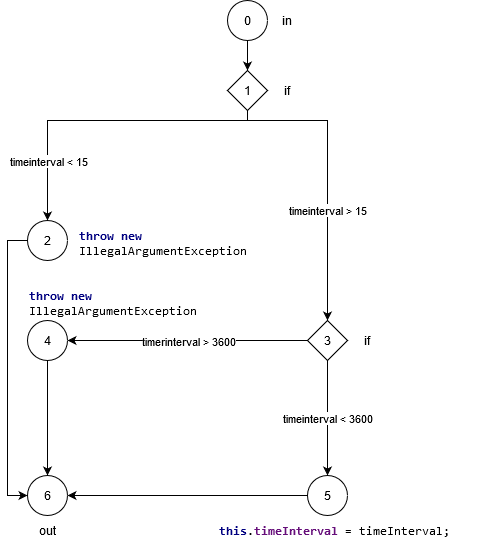 0 in
1 if
timeinterval < 15
timeinterval > 15
2 throw new
IllegalArgumentException
throw new
IllegalArgumentException
4 timerinterval > 3600 3 if
timeinterval < 3600
6 5
out this.timeInterval = timeInterval;